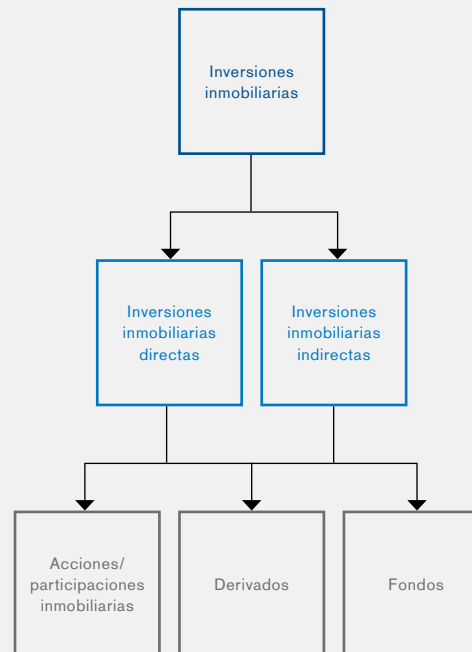 Inversiones
inmobiliarias
Inversiones
inmobiliarias
directas
Inversiones
inmobiliarias
indirectas
Acciones/
participaciones
inmobiliarias
Derivados
Fondos